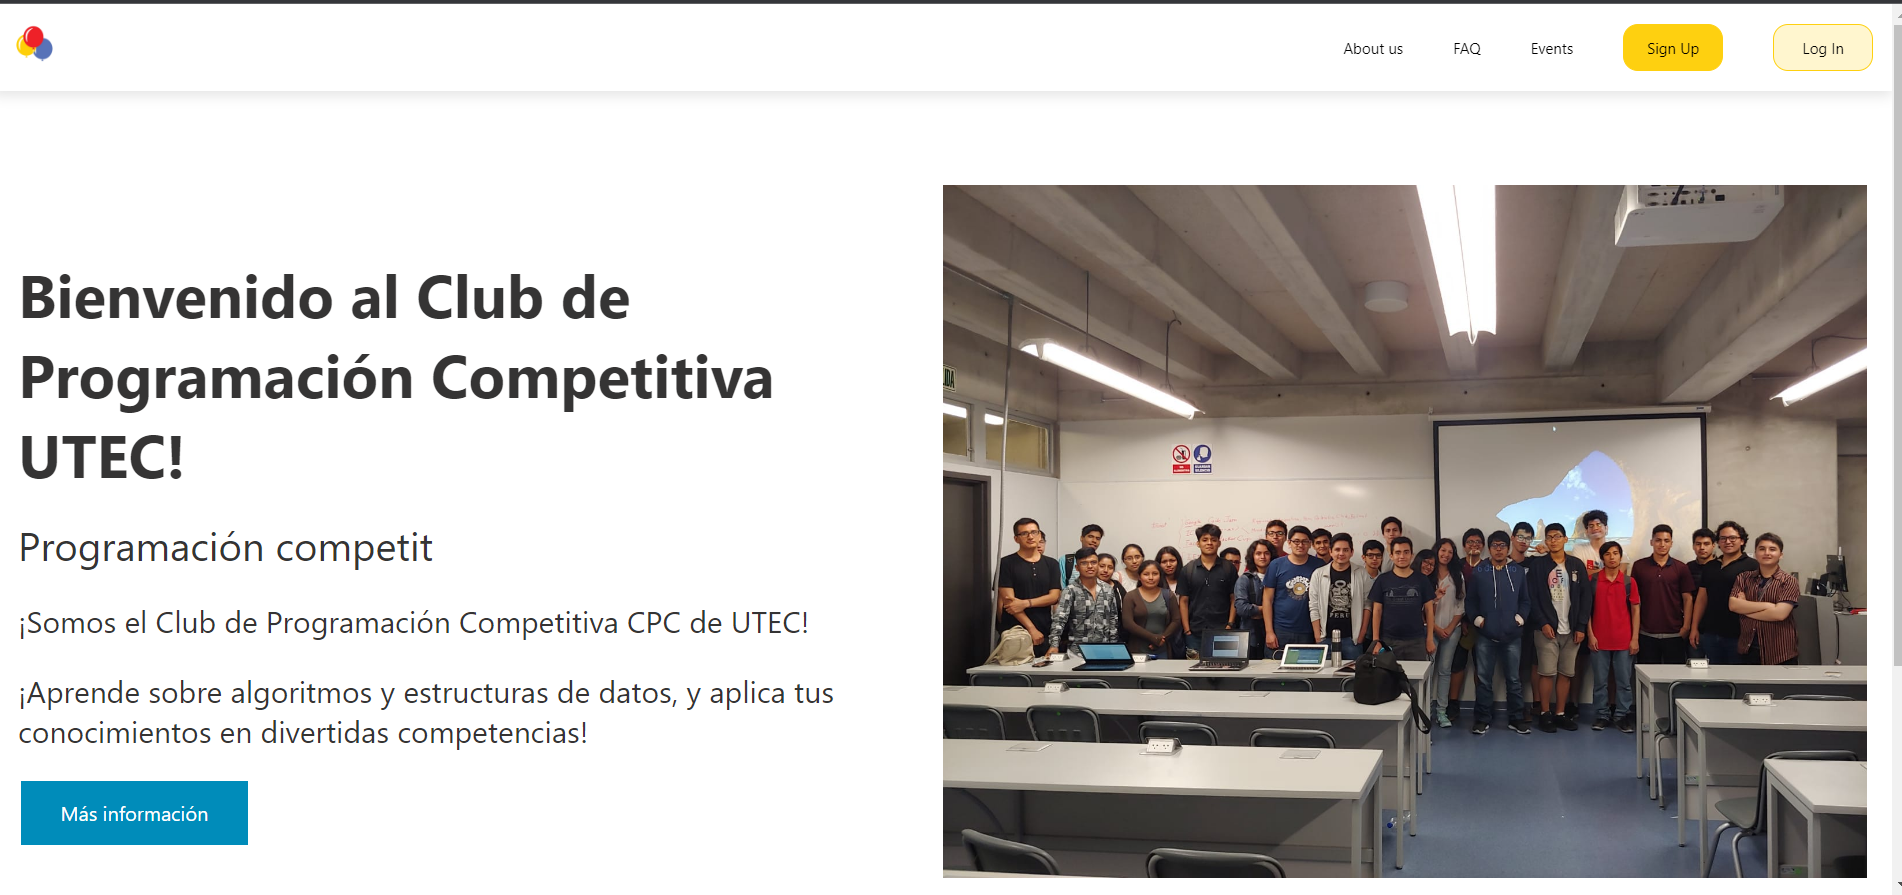 About us
FAQ
Events
Sign Up
Log In
Bienvenido al Club de
Programación Competitiva
UTEC!
Programación competit
¡Somos el Club de Programación Competitiva CPC de UTEC!
¡Aprende sobre algoritmos y estructuras de datos, y aplica tus
conocimientos en divertidas competencias!
Más información